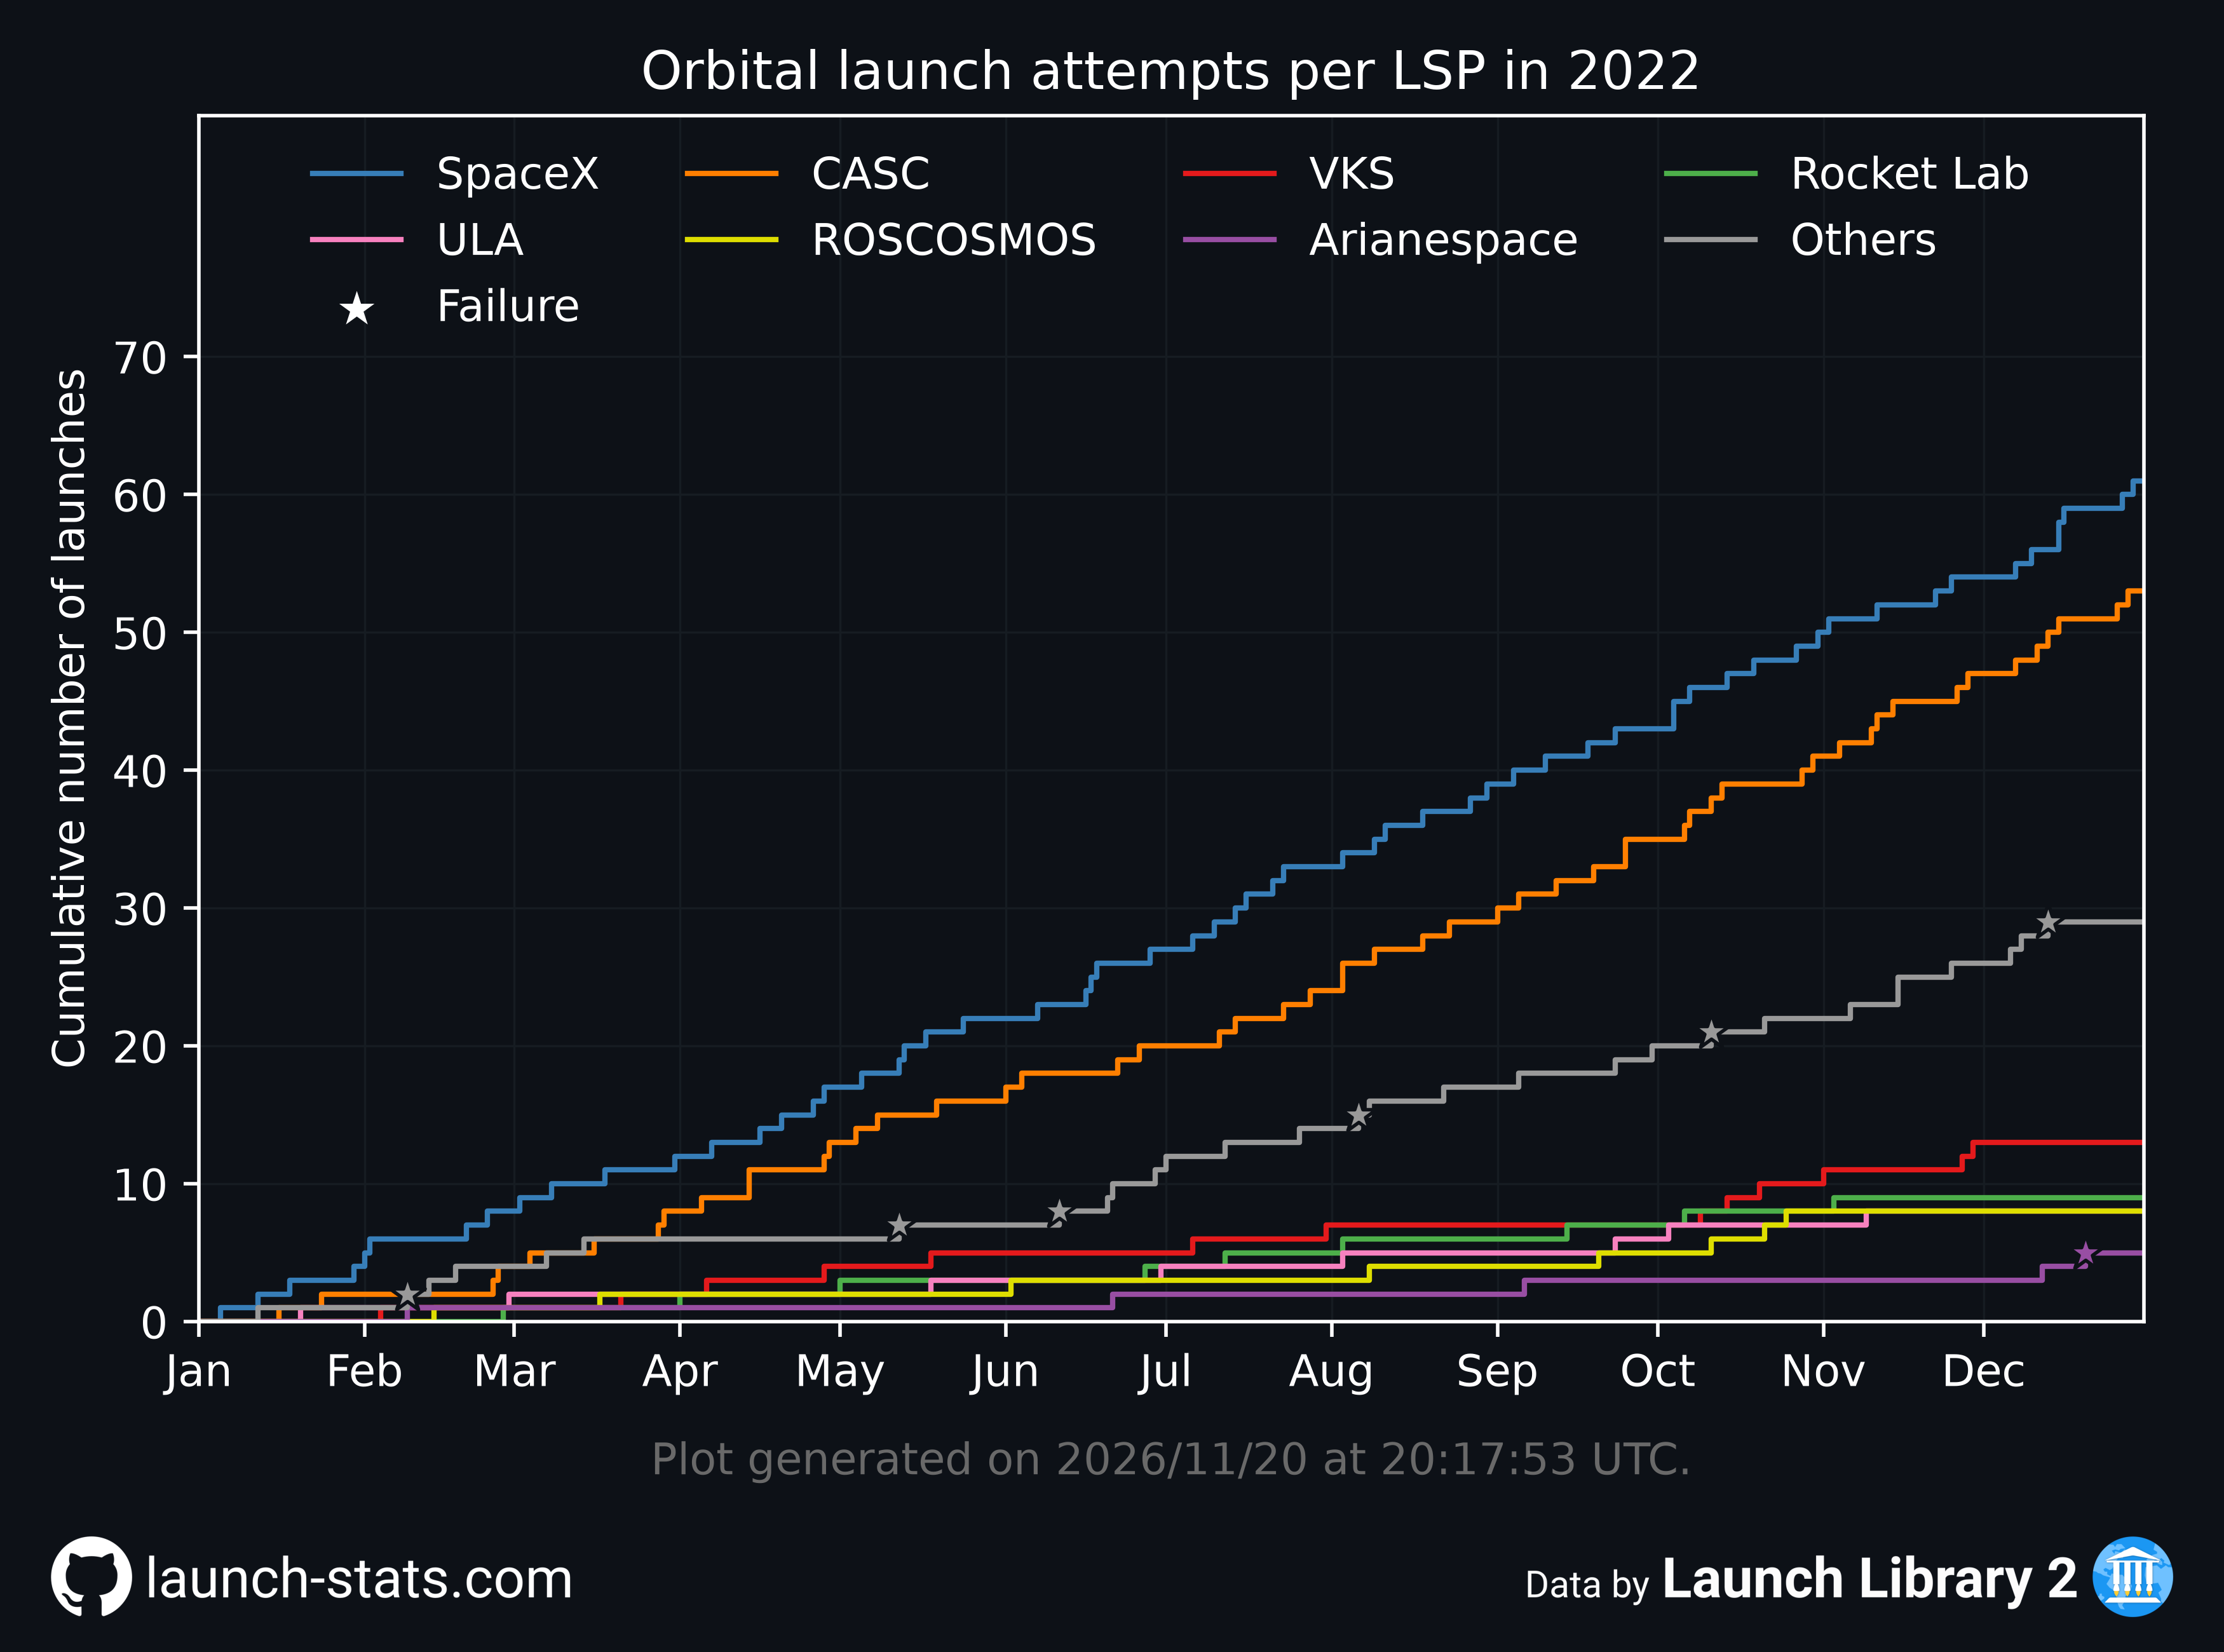 Orbital launch attempts per LSP in 2022
SpaceX CASC VKS Rocket Lab
ULA ROSCOSMOS Arianespace Others
Failure
Cumulative number of launches
70
60
50
40
30
20
10
0
Jan Feb Mar Apr May Jun Jul Aug Sep Oct Nov Dec
Plot generated on 2026/11/20 at 20:17:53 UTC.
launch-stats.com
Data by Launch Library 2